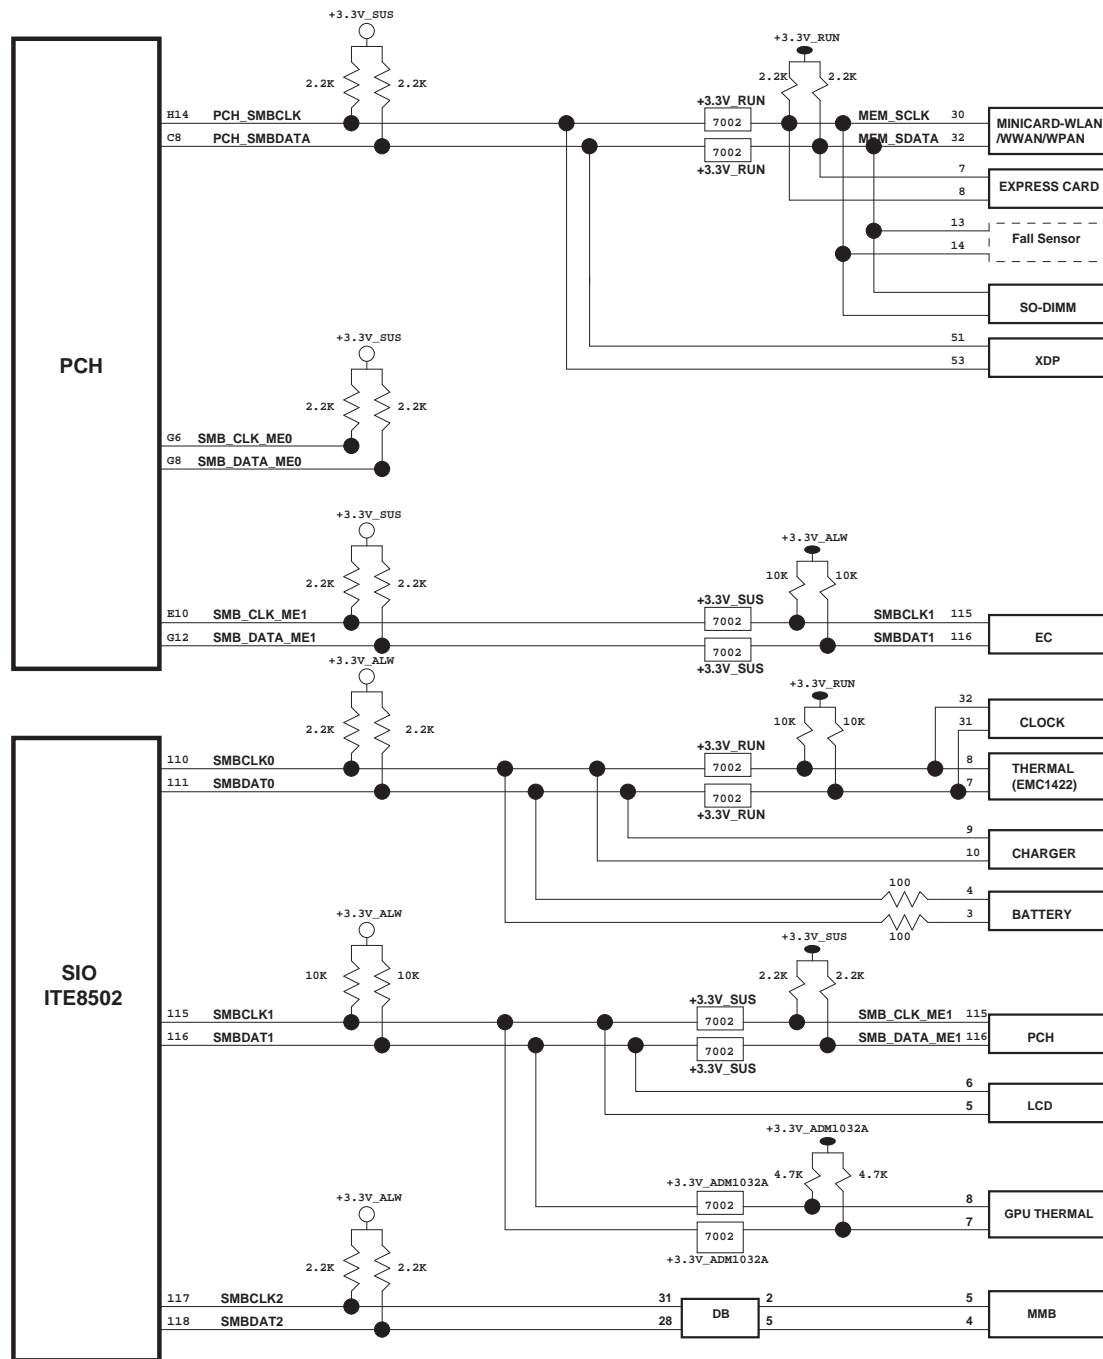 +3.3V_SUS
+3.3V_RUN
2.2K 2.2K
2.2K 2.2K
+3.3V_RUN
H14 PCH_SMBCLK 7002 MEM_SCLK 30
MINICARD-WLAN
/WWAN/WPAN
C8 PCH_SMBDATA 7002 MEM_SDATA 32
+3.3V_RUN
7
EXPRESS CARD
8
13
Fall Sensor
14
SO-DIMM
51
XDP
53
PCH
+3.3V_SUS
2.2K 2.2K
G6 SMB_CLK_ME0
G8 SMB_DATA_ME0
+3.3V_SUS
+3.3V_ALW
2.2K 2.2K
10K 10K
+3.3V_SUS
E10 SMB_CLK_ME1 7002 SMBCLK1 115
G12 SMB_DATA_ME1 7002 SMBDAT1 116
EC
+3.3V_SUS
+3.3V_ALW
+3.3V_RUN
2.2K 2.2K
10K 10K
32
31
CLOCK
+3.3V_RUN
110 SMBCLK0 7002 8
THERMAL
(EMC1422)
111 SMBDAT0 7002 7
+3.3V_RUN
9
10
CHARGER
100 4
3
BATTERY
100
SIO
ITE8502
+3.3V_ALW
+3.3V_SUS
10K 10K
2.2K 2.2K
+3.3V_SUS
115 SMBCLK1 7002 SMB_CLK_ME1 115
116 SMBDAT1 7002 SMB_DATA_ME1 116
PCH
+3.3V_SUS
6
5
LCD
+3.3V_ADM1032A
4.7K 4.7K
+3.3V_ADM1032A
7002 8
7002 7
GPU THERMAL
+3.3V_ADM1032A
+3.3V_ALW
2.2K 2.2K
117 SMBCLK2 31 2 5
DB
MMB
118 SMBDAT2 28 5 4